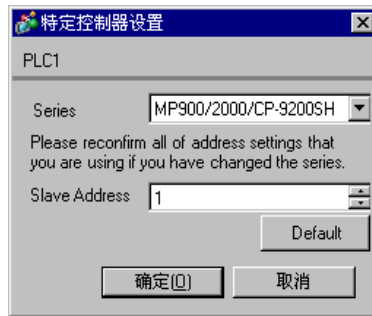 特定控制器设置
PLC1
Series MP900/2000/CP-9200SH
Please reconfirm all of address settings that
you are using if you have changed the series.
Slave Address 1
Default
确定(O) 取消